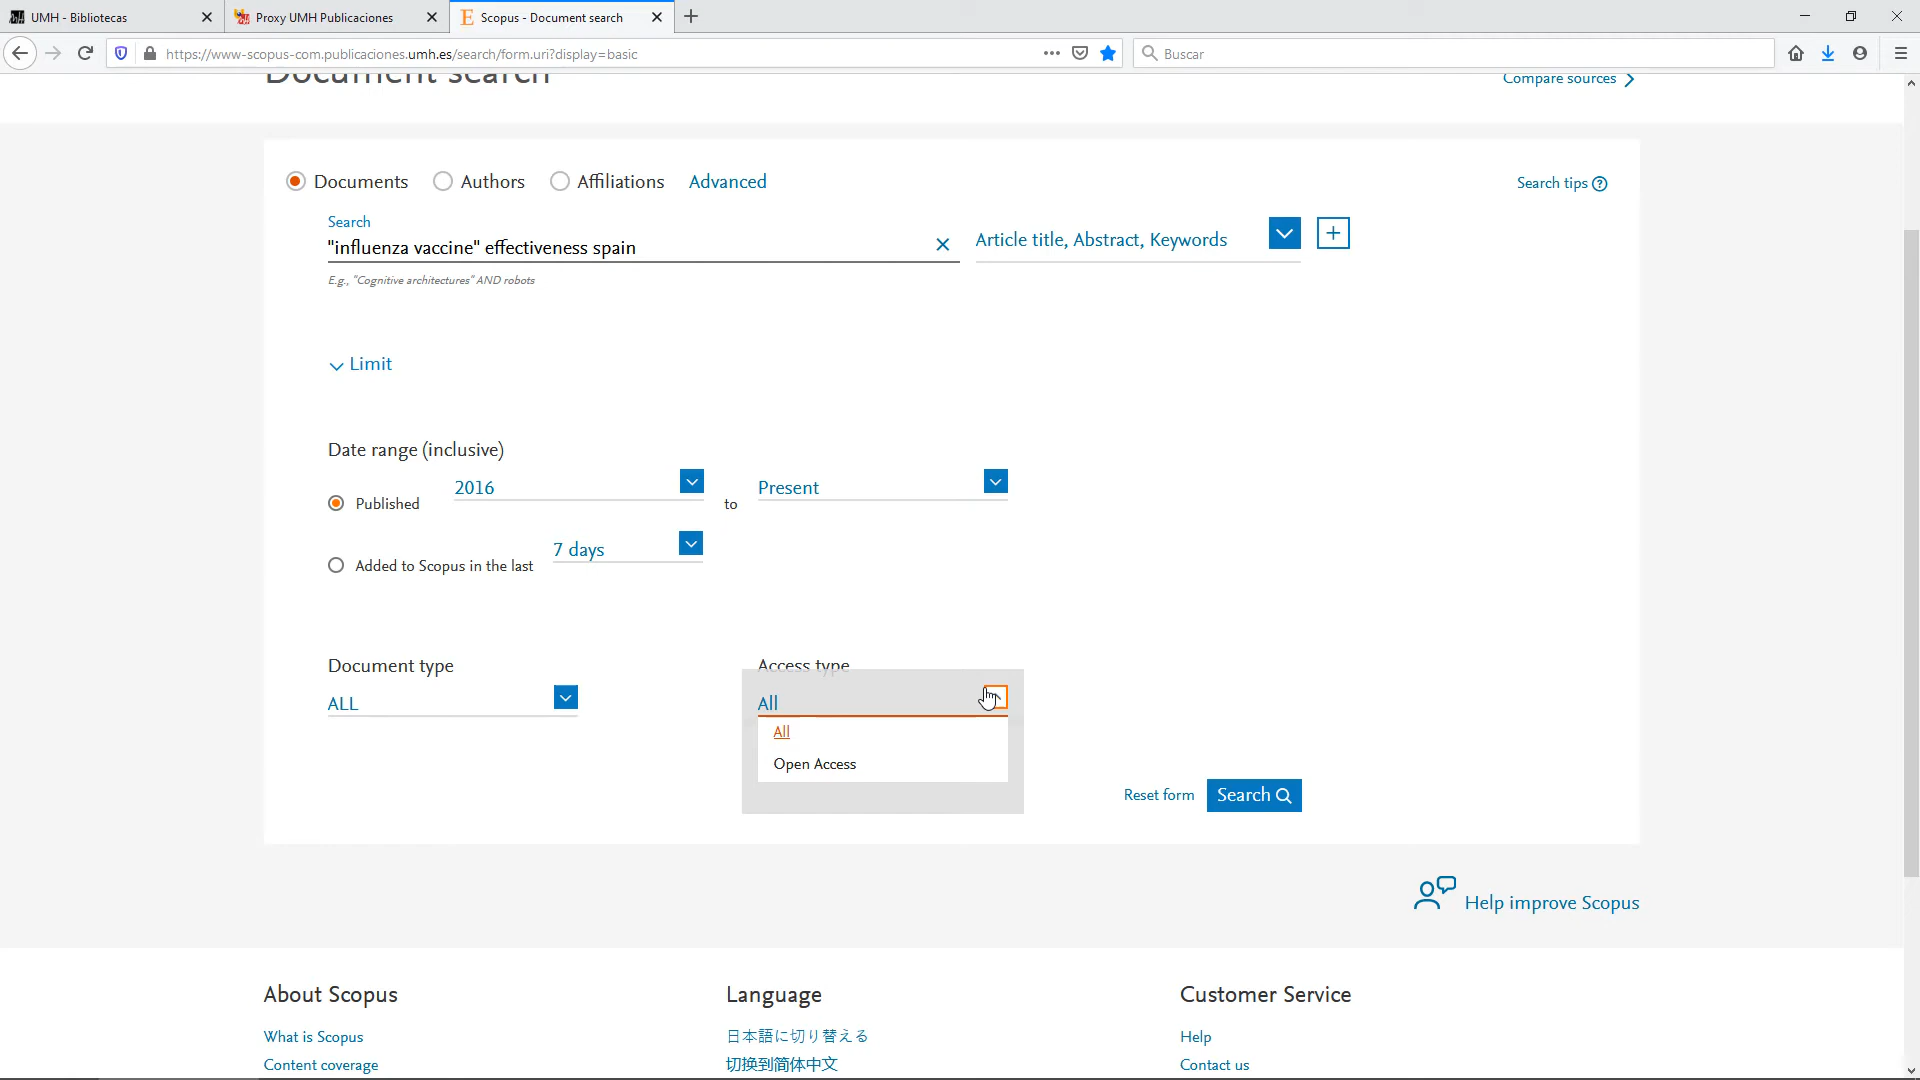 UMH - Bibliotecas
Proxy UMH Publicaciones
Scopus - Document search
https://www-scopus-com.publicaciones.umh.es/search/form.uri?display=basic
Buscar
Document search
Compare sources
Documents Authors Affiliations Advanced
Search tips
Search
"influenza vaccine" effectiveness spain
Article title, Abstract, Keywords
E.g., "Cognitive architectures" AND robots
Limit
Date range (inclusive)
Published 2016 to Present
Added to Scopus in the last 7 days
Document type
Access type
ALL
All
All
Open Access
Reset form
Search
Help improve Scopus
About Scopus
Language
Customer Service
What is Scopus
日本語に切り替える
Help
Content coverage
切换到简体中文
Contact us